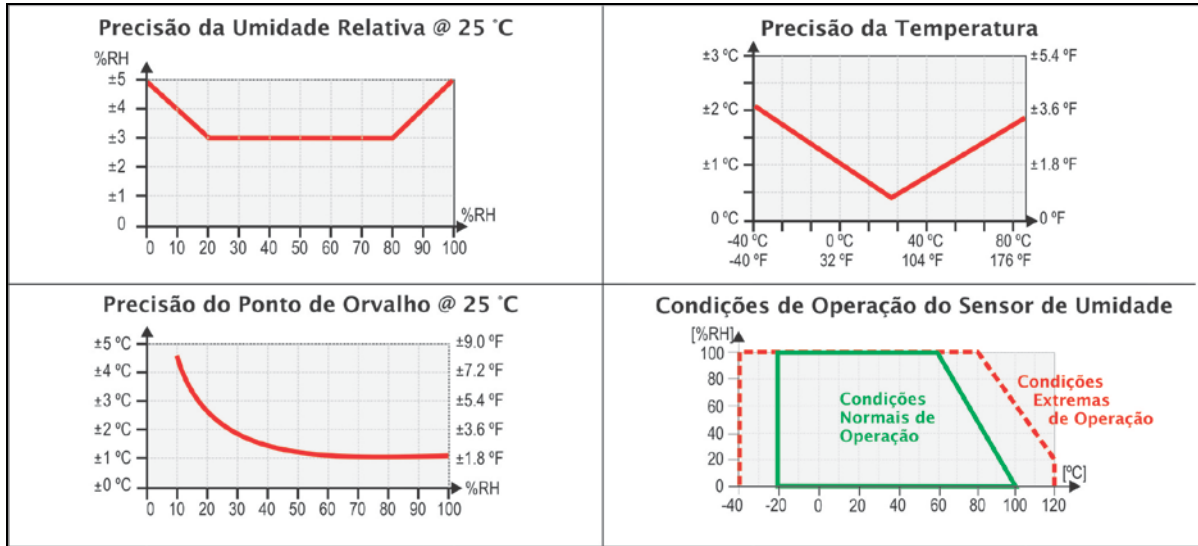 Precisão da Umidade Relativa @ 25 °C
%RH
±5
±4
±3
±2
±1
0
%RH
0 10 20 30 40 50 60 70 80 90 100
Precisão da Temperatura
±3 °C ±5.4 °F
±2 °C ±3.6 °F
±1 °C ±1.8 °F
0 °C 0 °F
-40 °C 0 °C 40 °C 80 °C
-40 °F 32 °F 104 °F 176 °F
Precisão do Ponto de Orvalho @ 25 °C
±5 °C ±9.0 °F
±4 °C ±7.2 °F
±3 °C ±5.4 °F
±2 °C ±3.6 °F
±1 °C ±1.8 °F
±0 °C %RH
0 10 20 30 40 50 60 70 80 90 100
Condições de Operação do Sensor de Umidade
[%RH]
100
80
60
40
20
0
Condições
Normais de
Operação
Condições
Extremas
de Operação
[°C]
-40 -20 0 20 40 60 80 100 120